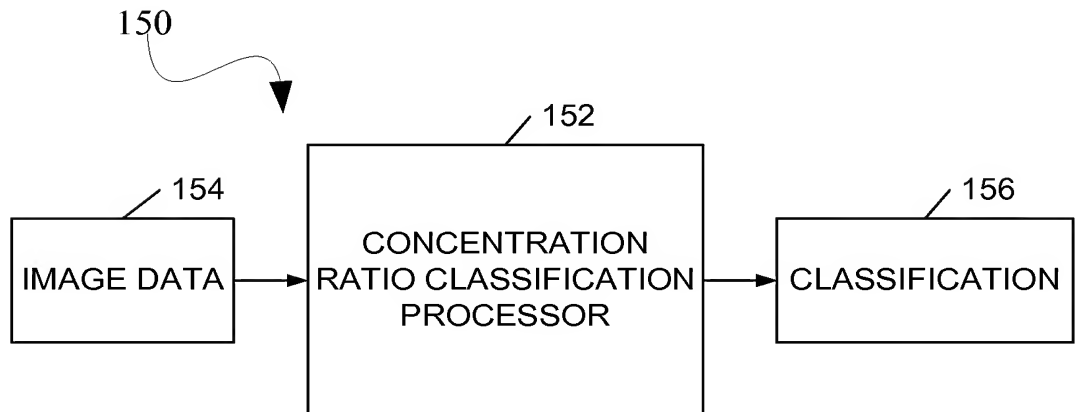 150
152
154
156
IMAGE DATA
CONCENTRATION
RATIO CLASSIFICATION
PROCESSOR
CLASSIFICATION